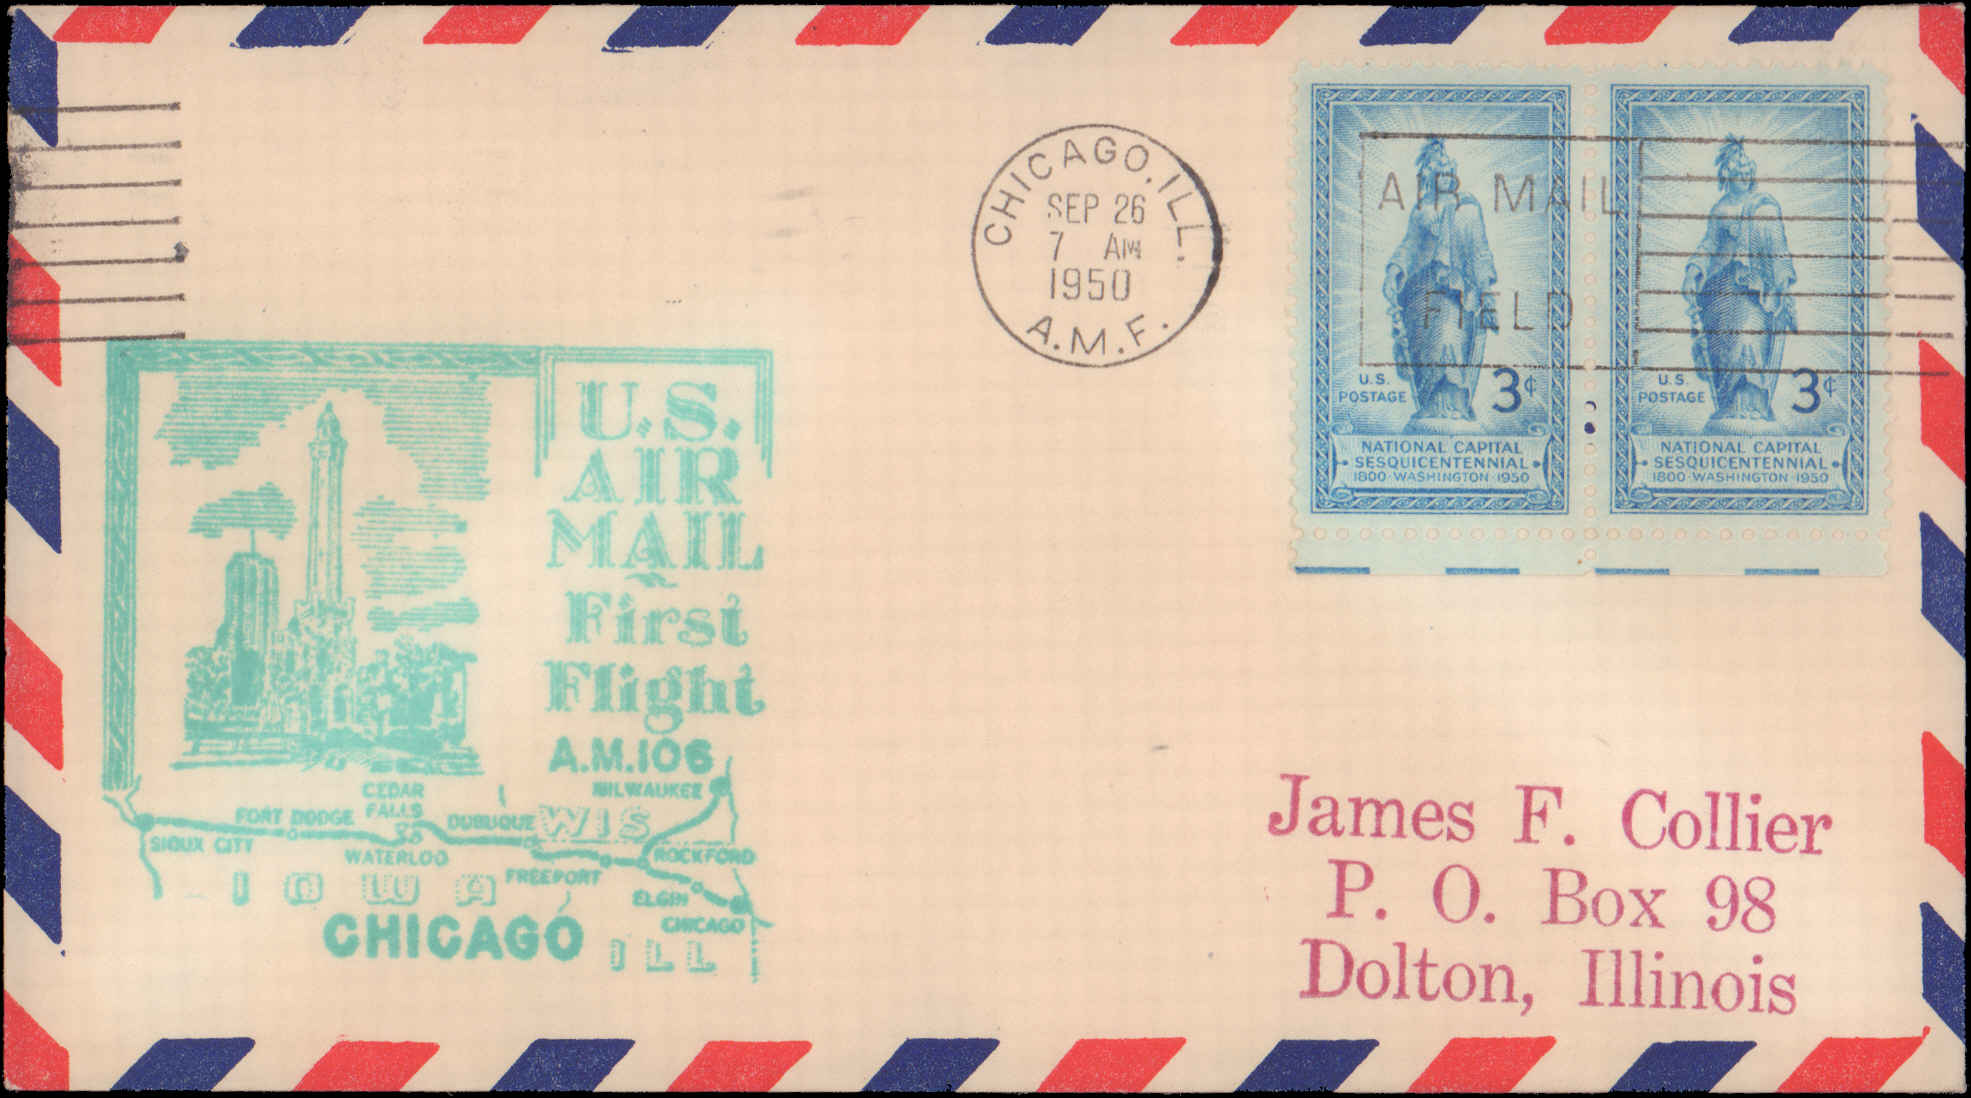 CHICAGO, ILL.
SEP 26
7 AM
1950
A.M.F.
AIR MAIL
FIELD
U.S.
POSTAGE
3¢
NATIONAL CAPITAL
SESQUICENTENNIAL
1800·WASHINGTON·1950
U.S.
POSTAGE
3¢
NATIONAL CAPITAL
SESQUICENTENNIAL
1800·WASHINGTON·1950
U.S.
AIR
MAIL
First
Flight
A.M.106
MILWAUKEE
CEDAR
FALLS
FORT DODGE
DUBUQUE
WIS
SIOUX CITY
WATERLOO
ROCKFORD
FREEPORT
IOWA
ELGIN
CHICAGO
CHICAGO
ILL
James F. Collier
P. O. Box 98
Dolton, Illinois